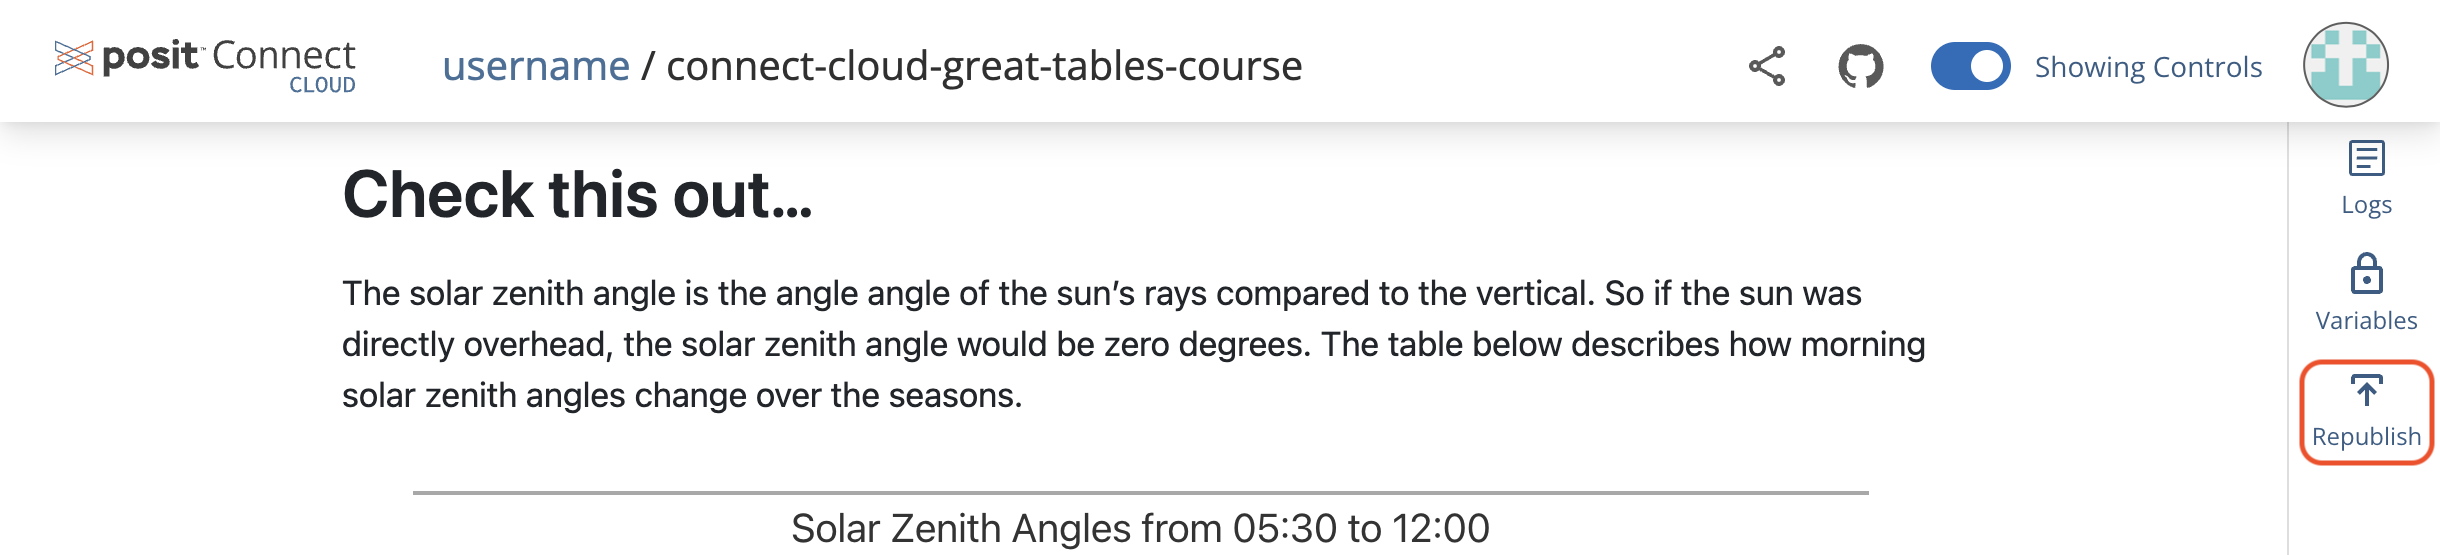 posit™ Connect
CLOUD
username / connect-cloud-great-tables-course
Showing Controls
Check this out…
The solar zenith angle is the angle angle of the sun’s rays compared to the vertical. So if the sun was
directly overhead, the solar zenith angle would be zero degrees. The table below describes how morning
solar zenith angles change over the seasons.
Solar Zenith Angles from 05:30 to 12:00
Logs
Variables
Republish